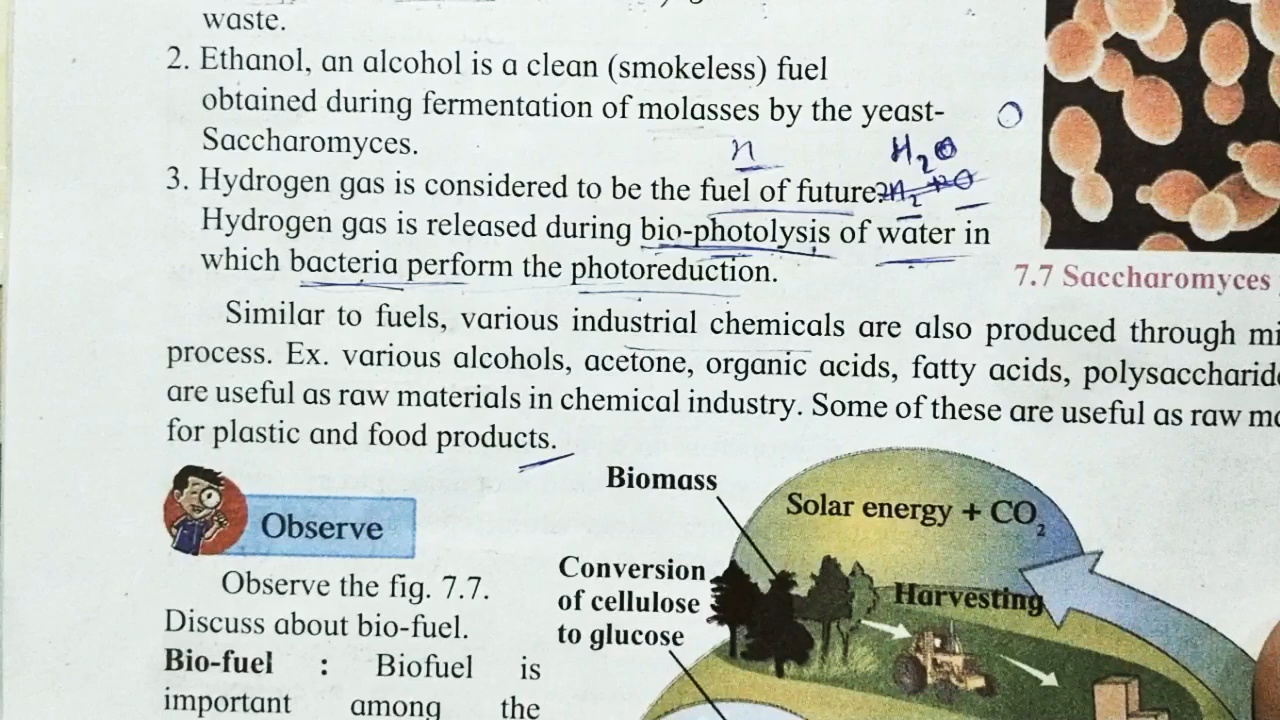 waste.
2. Ethanol, an alcohol is a clean (smokeless) fuel
obtained during fermentation of molasses by the yeast-
Saccharomyces.
n H₂O
3. Hydrogen gas is considered to be the fuel of future.
Hydrogen gas is released during bio-photolysis of water in
which bacteria perform the photoreduction.
7.7 Saccharomyces
Similar to fuels, various industrial chemicals are also produced through
process. Ex. various alcohols, acetone, organic acids, fatty acids,
are useful as raw materials in chemical industry. Some of these are useful as raw
for plastic and food products.
Observe
Observe the fig. 7.7.
Discuss about bio-fuel.
Bio-fuel : Biofuel is
important among the
Biomass
Solar energy + CO₂
Conversion
of cellulose
to glucose
Harvesting